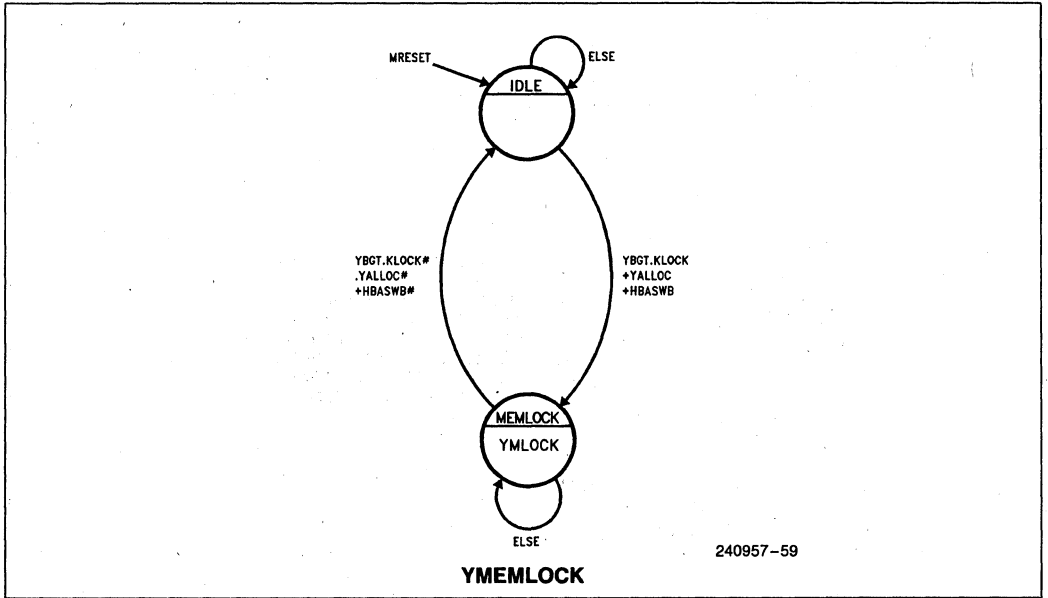 MRESET
ELSE
IDLE
YBGT.KLOCK#
.YALLOC#
+HBASWB#
YBGT.KLOCK
+YALLOC
+HBASWB
MEMLOCK
YMLOCK
ELSE
240957-59
YMEMLOCK